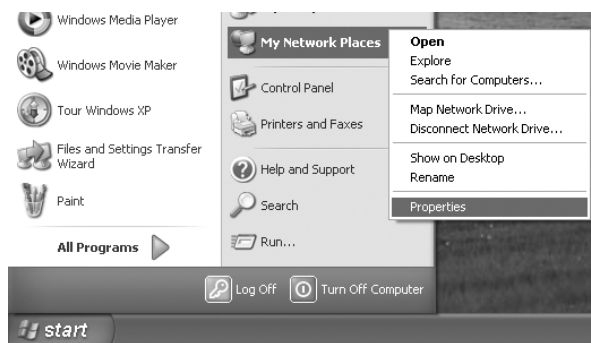 Windows Media Player
Windows Movie Maker
Tour Windows XP
Files and Settings Transfer
Wizard
Paint
All Programs
My Network Places
Control Panel
Printers and Faxes
Help and Support
Search
Run...
Open
Explore
Search for Computers...
Map Network Drive...
Disconnect Network Drive...
Show on Desktop
Rename
Properties
Log Off
Turn Off Computer
start